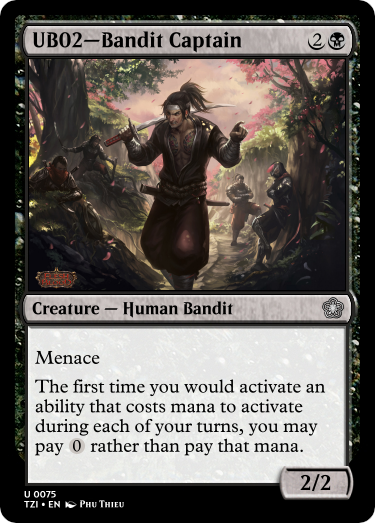 UB02—Bandit Captain 2
Creature — Human Bandit
Menace
The first time you would activate an
ability that costs mana to activate
during each of your turns, you may
pay 0 rather than pay that mana.
2/2
U 0075
TZI • EN Phu Thieu